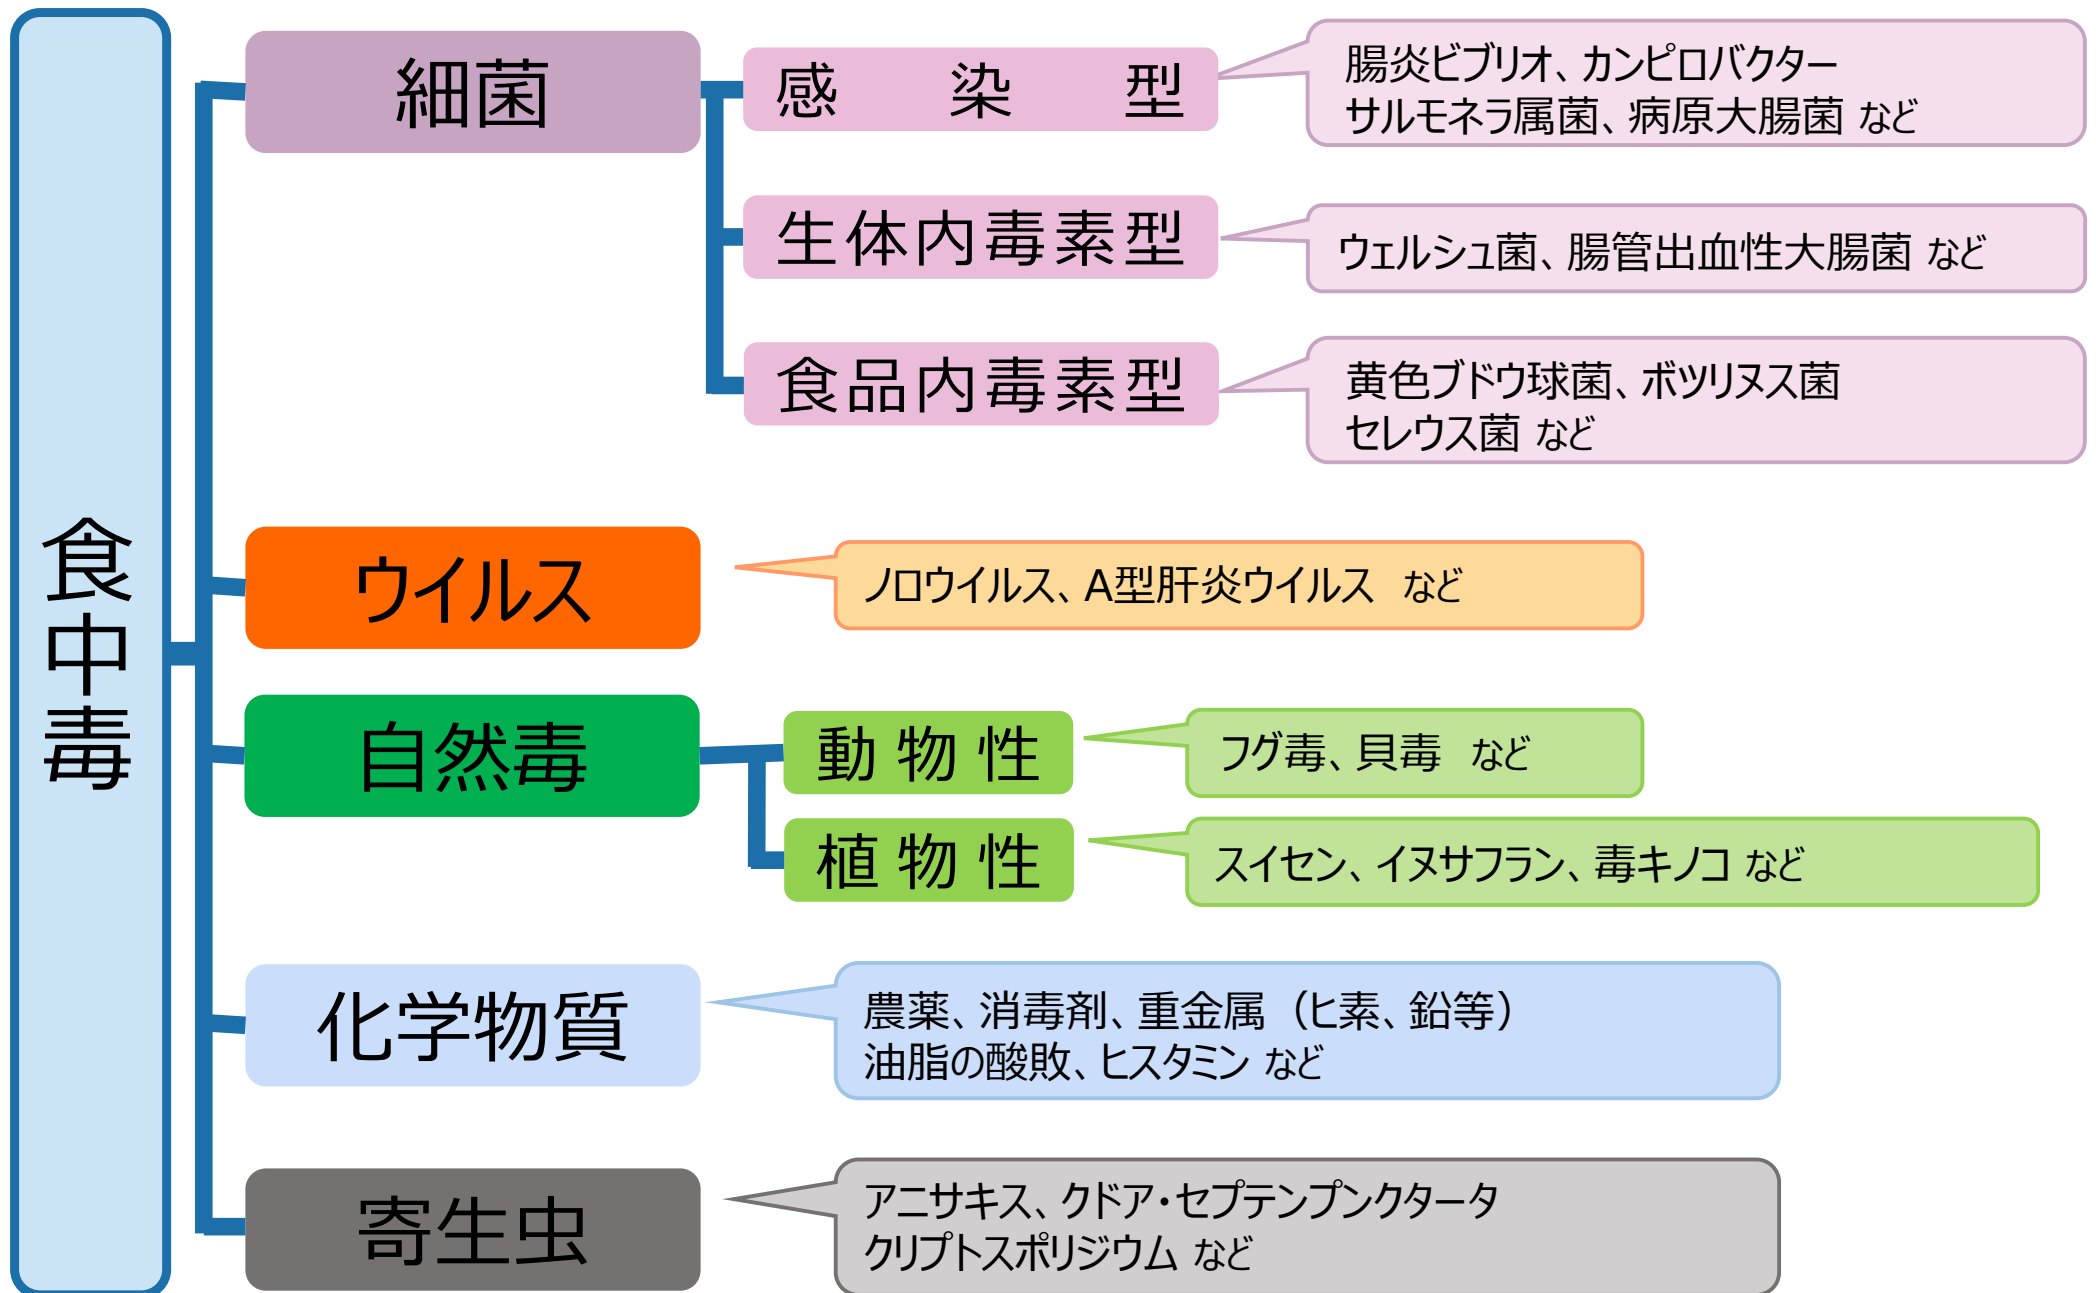 食中毒
細菌
感染型
腸炎ビブリオ、カンピロバクター
サルモネラ属菌、病原大腸菌 など
生体内毒素型
ウェルシュ菌、腸管出血性大腸菌 など
食品内毒素型
黄色ブドウ球菌、ボツリヌス菌
セレウス菌 など
ウイルス
ノロウイルス、A型肝炎ウイルス など
自然毒
動物性
フグ毒、貝毒 など
植物性
スイセン、イヌサフラン、毒キノコ など
化学物質
農薬、消毒剤、重金属（ヒ素、鉛等）
油脂の酸敗、ヒスタミン など
寄生虫
アニサキス、クドア・セプテンプンクタータ
クリプトスポリジウム など